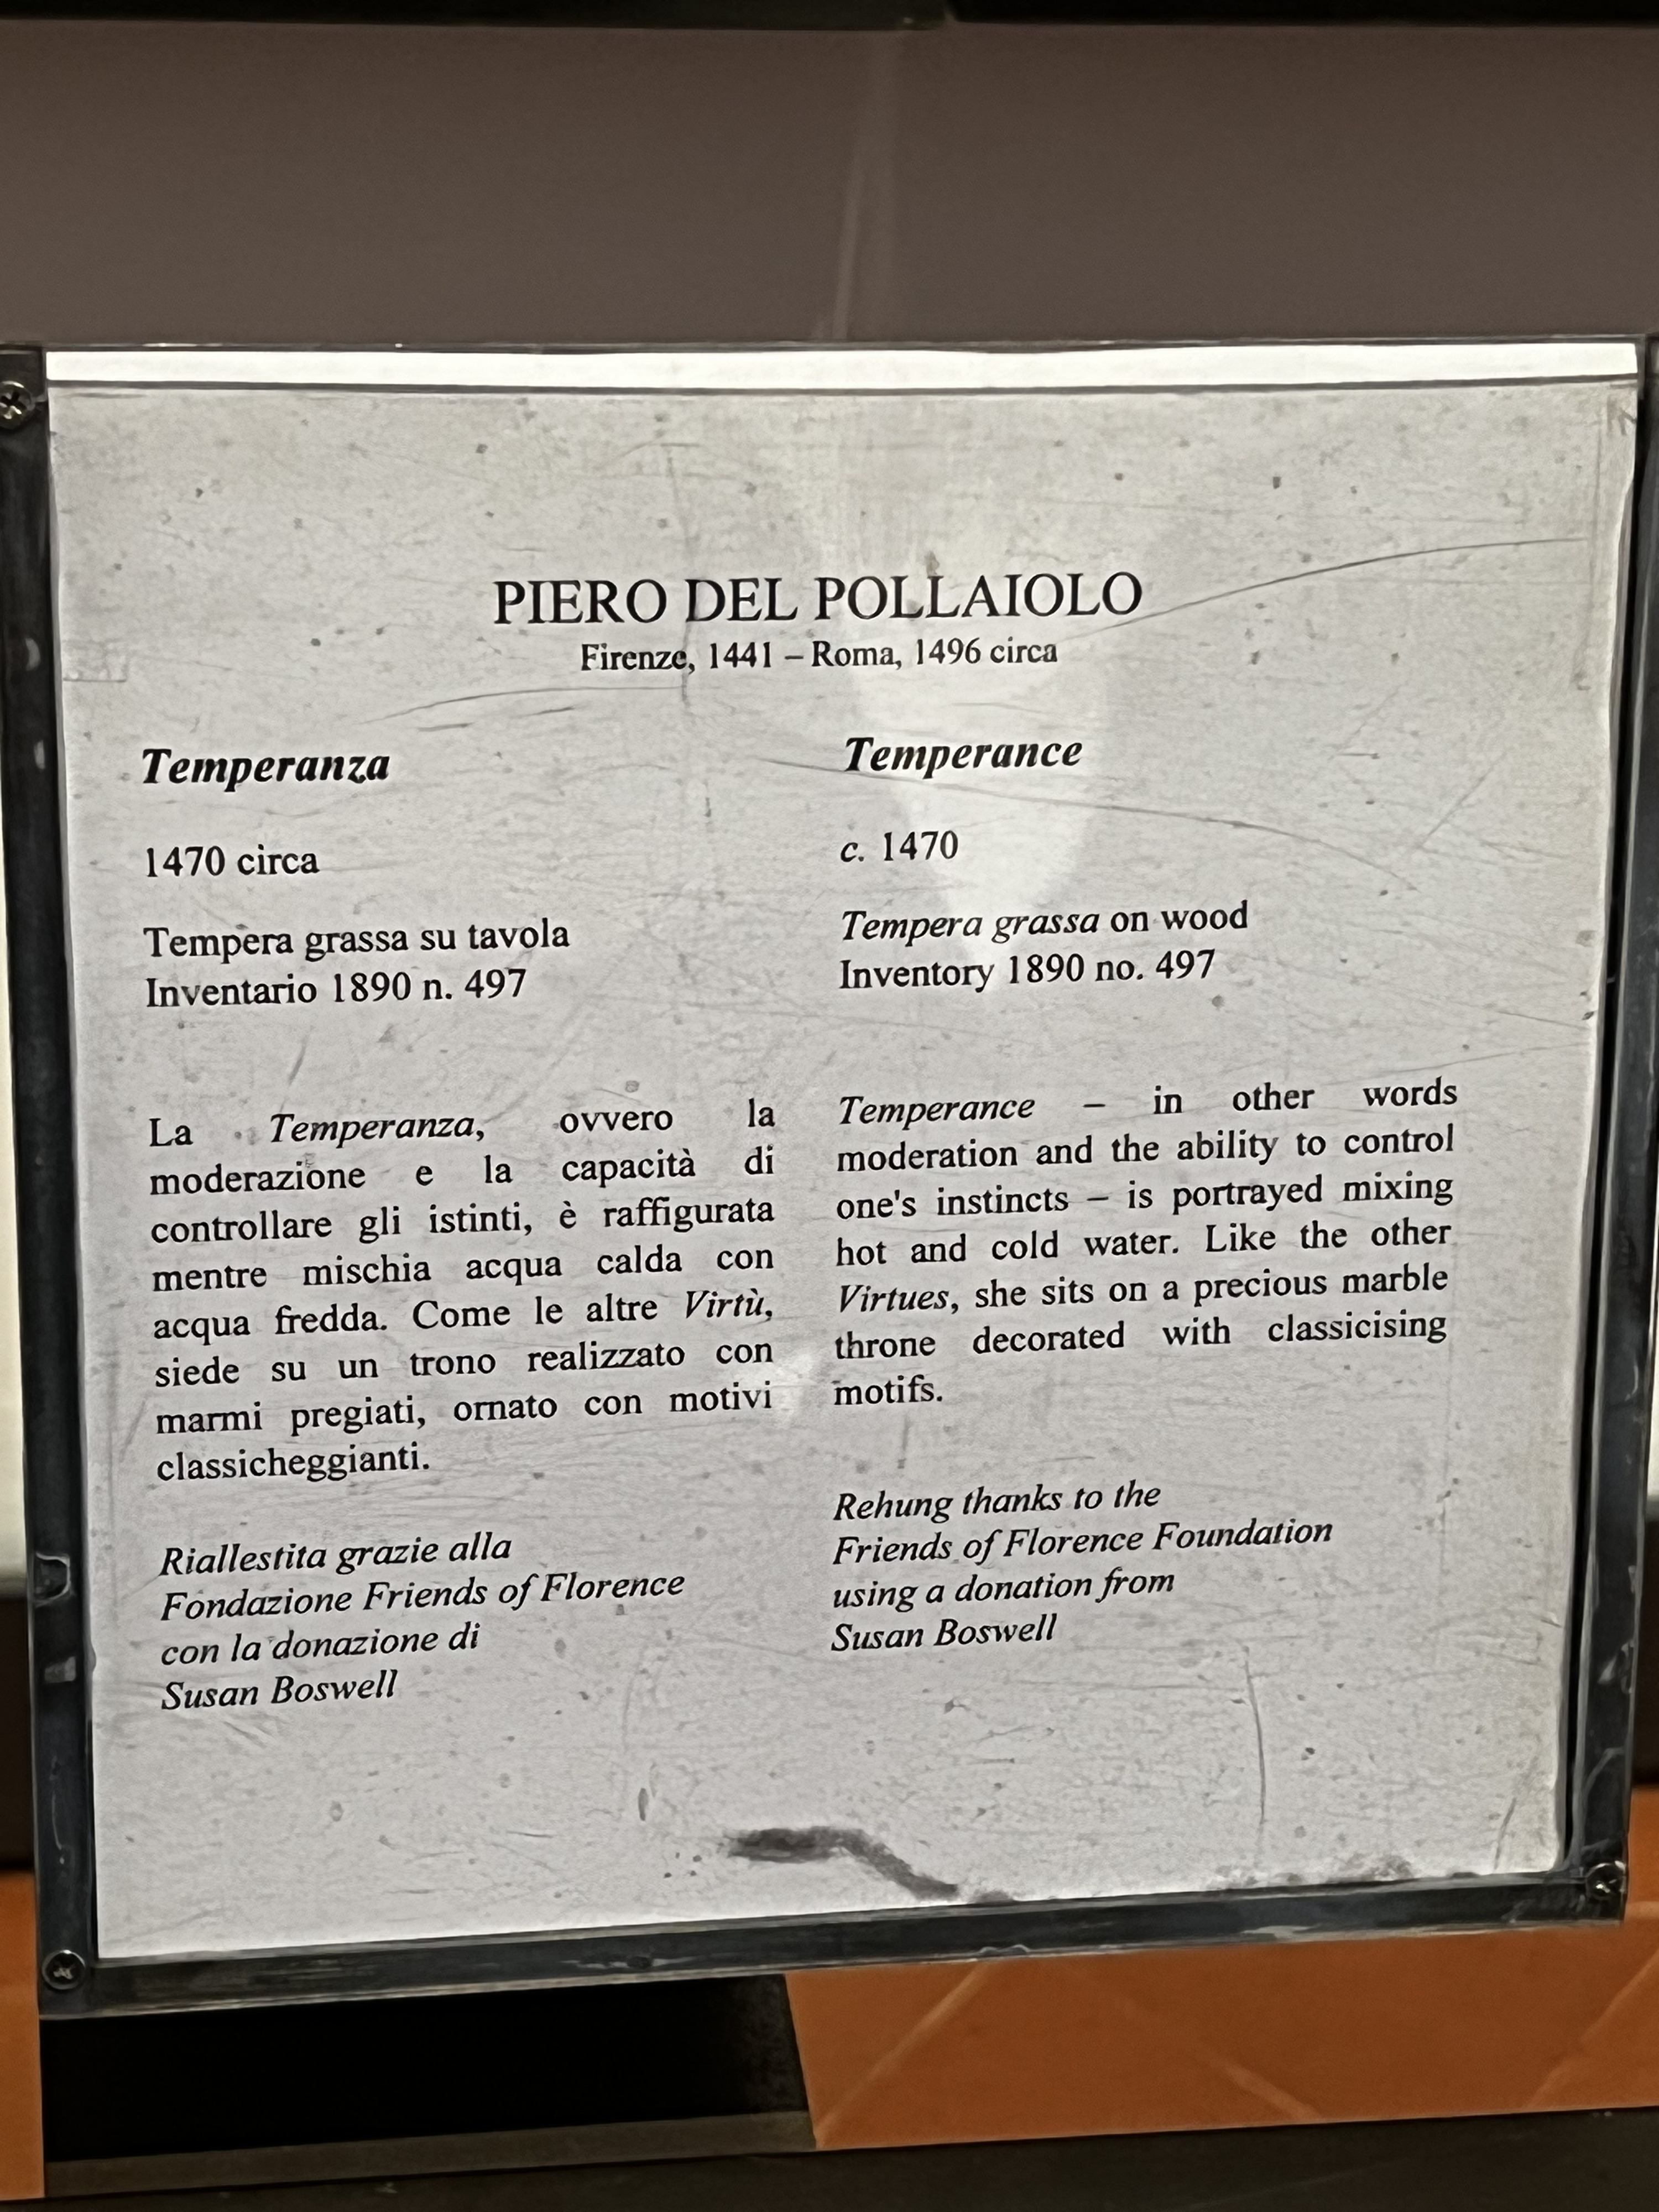 PIERO DEL POLLAIOLO
Firenze, 1441 – Roma, 1496 circa
Temperanza
1470 circa
Tempera grassa su tavola
Inventario 1890 n. 497
La Temperanza, ovvero la
moderazione e la capacità di
controllare gli istinti, è raffigurata
mentre mischia acqua calda con
acqua fredda. Come le altre Virtù,
siede su un trono realizzato con
marmi pregiati, ornato con motivi
classicheggianti.
Riallestita grazie alla
Fondazione Friends of Florence
con la donazione di
Susan Boswell
Temperance
c. 1470
Tempera grassa on wood
Inventory 1890 no. 497
Temperance – in other words
moderation and the ability to control
one's instincts – is portrayed mixing
hot and cold water. Like the other
Virtues, she sits on a precious marble
throne decorated with classicising
motifs.
Rehung thanks to the
Friends of Florence Foundation
using a donation from
Susan Boswell